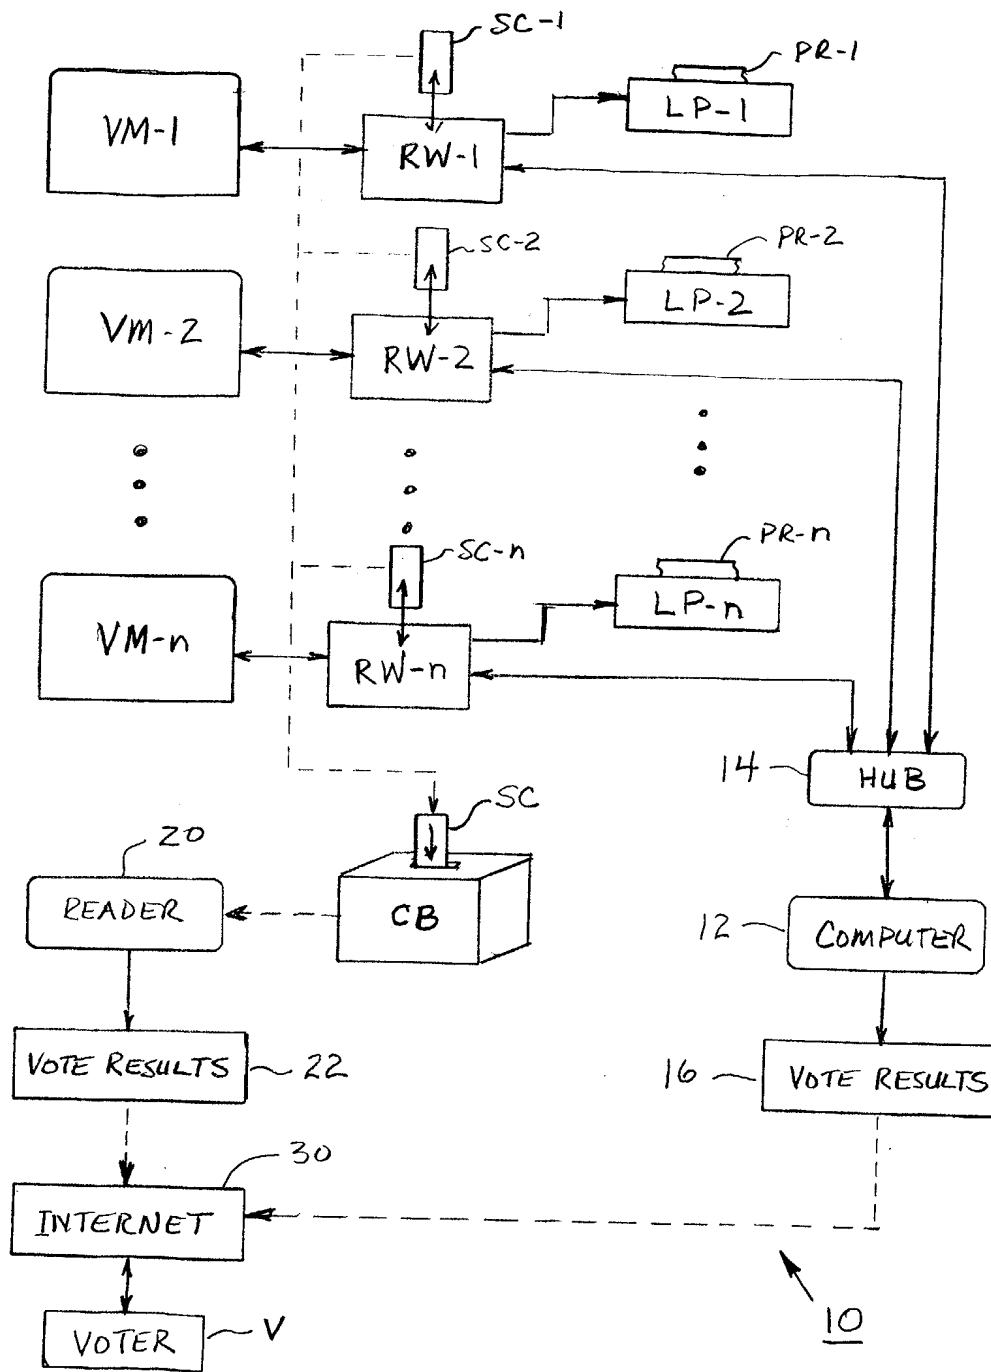 SC-1
PR-1
VM-1
RW-1
LP-1
SC-2
PR-2
VM-2
RW-2
LP-2
SC-n
PR-n
VM-n
RW-n
LP-n
14
HUB
SC
20
READER
CB
12
COMPUTER
VOTE RESULTS
22
16
VOTE RESULTS
30
INTERNET
VOTER
V
10